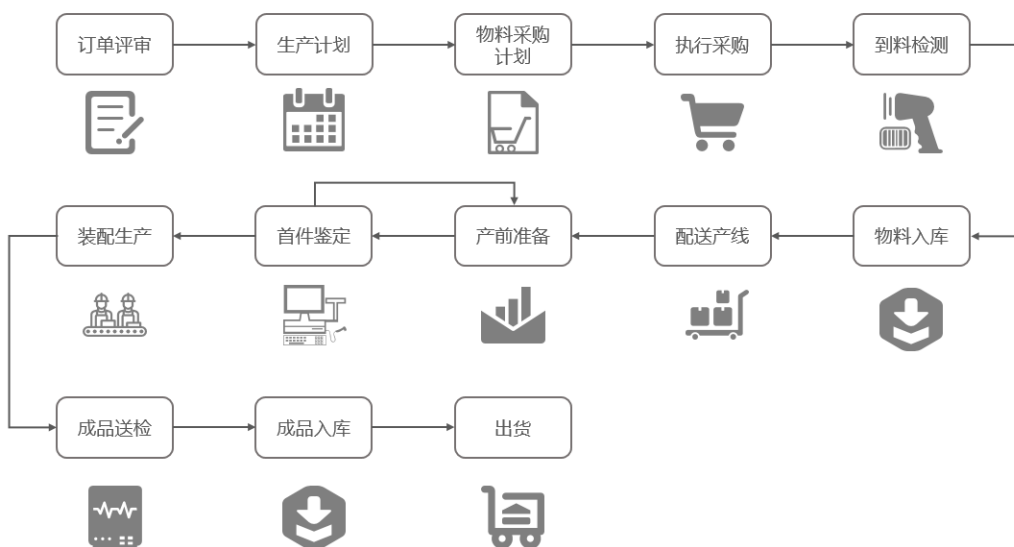 订单评审
生产计划
物料采购
计划
执行采购
到料检测
装配生产
首件鉴定
产前准备
配送产线
物料入库
成品送检
成品入库
出货